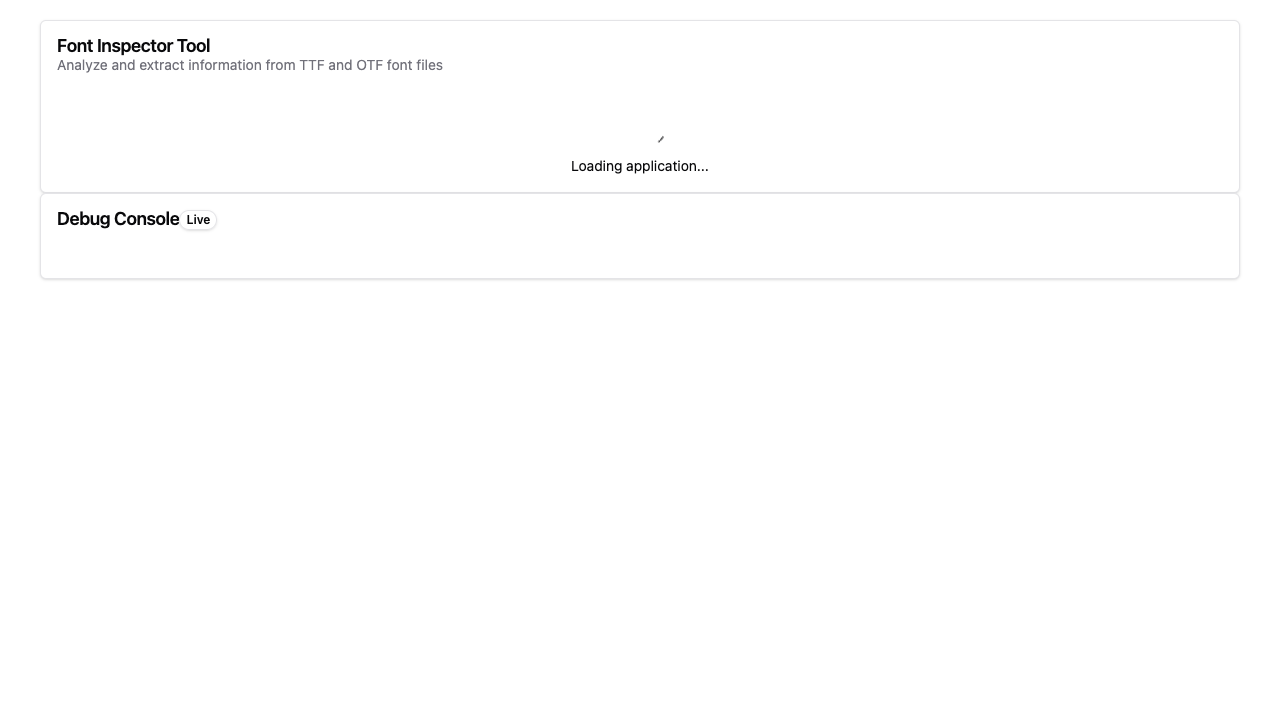 Font Inspector Tool
Analyze and extract information from TTF and OTF font files
Loading application...
Debug Console Live